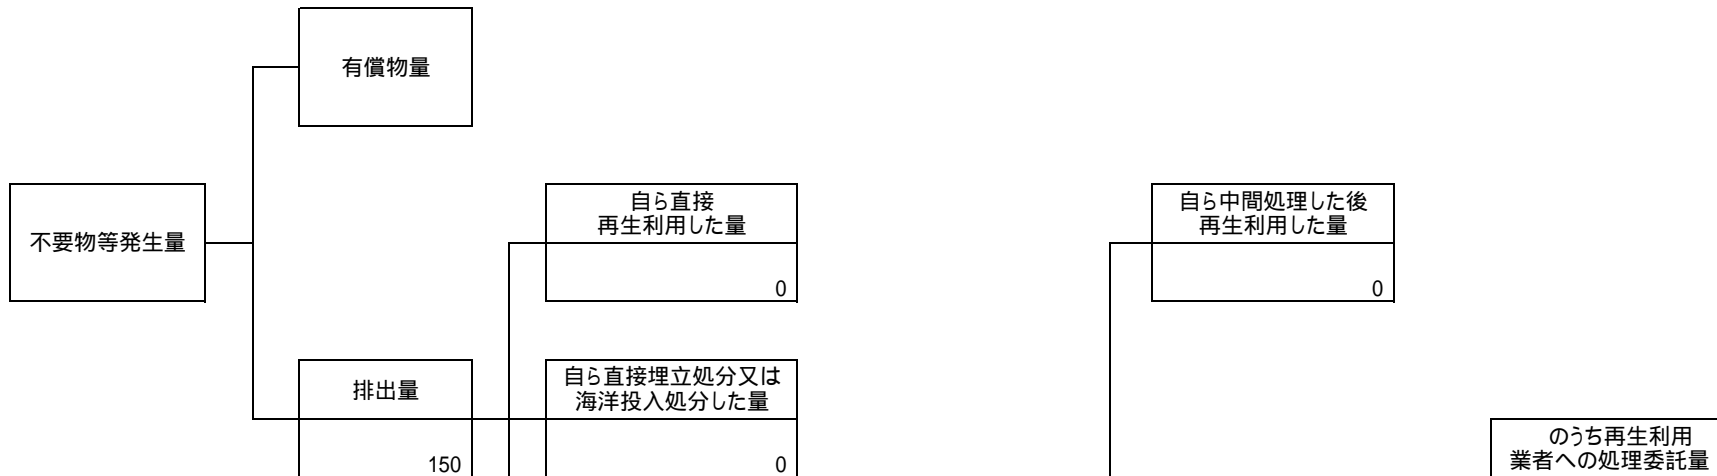 有償物量
不要物等発生量
自ら直接
再生利用した量
0
自ら中間処理した後
再生利用した量
0
排出量
150
自ら直接埋立処分又は
海洋投入処分した量
0
のうち再生利用
業者への処理委託量